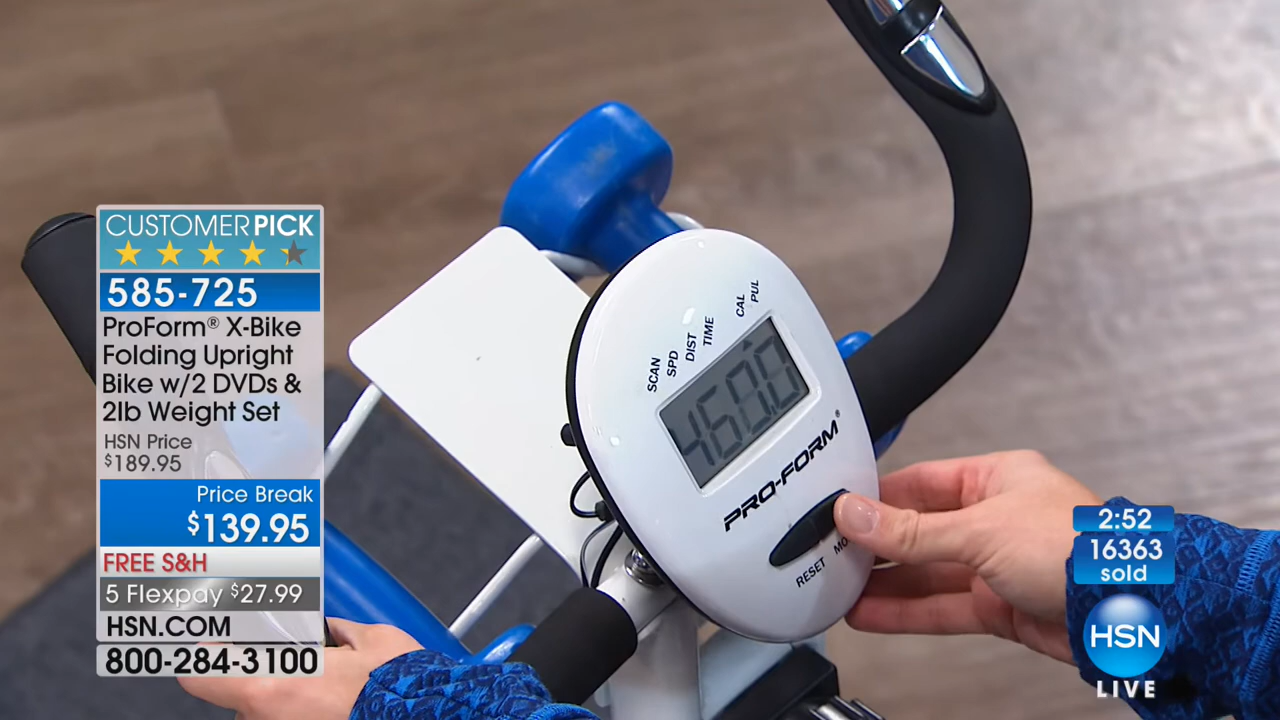 CUSTOMERPICK
585-725
ProForm® X-Bike
Folding Upright
Bike w/2 DVDs &
2lb Weight Set
HSN Price
$189.95
Price Break
$139.95
FREE S&H
5 Flexpay $27.99
HSN.COM
800-284-3100
SCAN
SPD
DIST
TIME
CAL
PUL
460.0
PRO-FORM®
RESET
2:52
16363
sold
HSN
LIVE